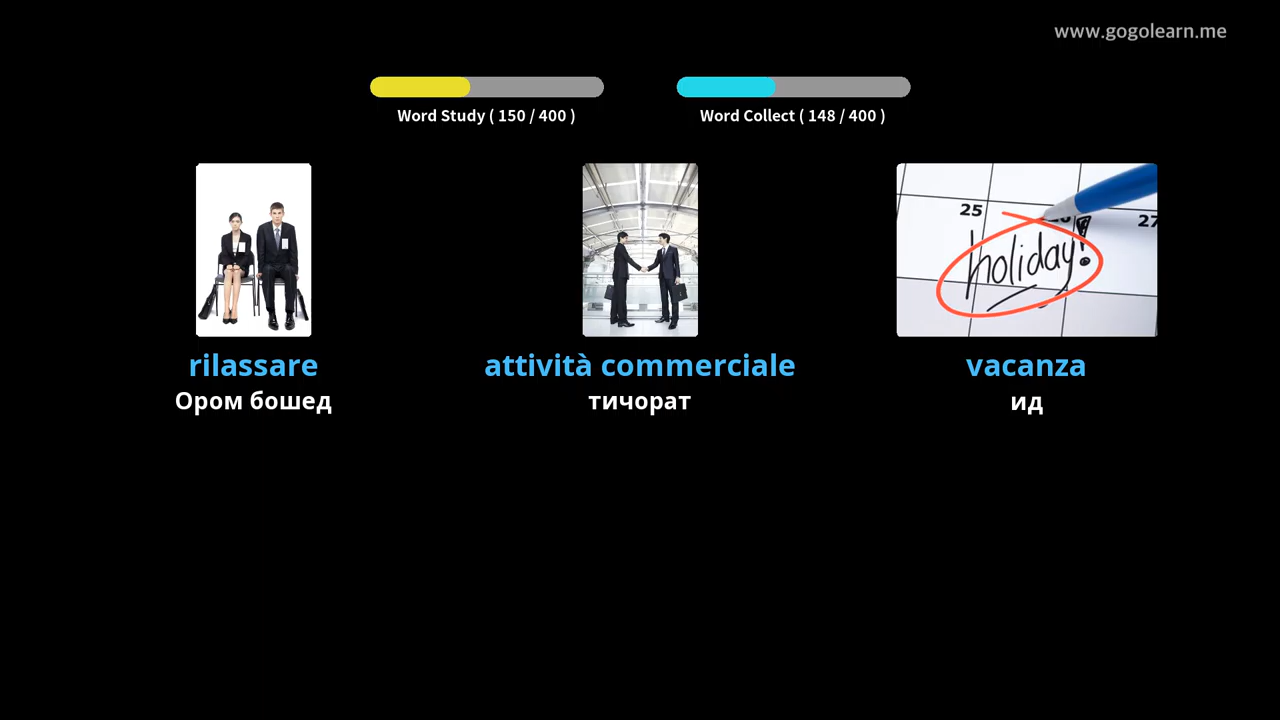 www.gogolearn.me
Word Study ( 150 / 400 )
Word Collect ( 148 / 400 )
25
27
holiday!
rilassare
attività commerciale
vacanza
Ором бошед
тичорат
ид